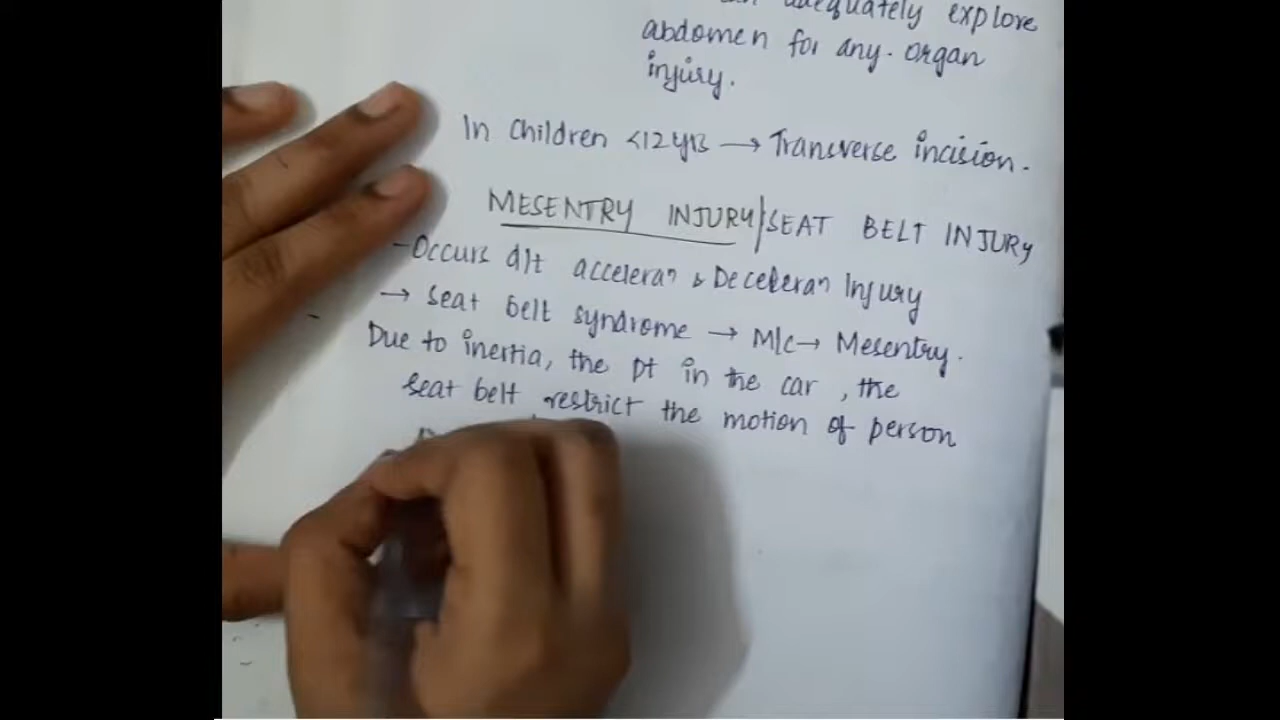 adequately explore
abdomen for any. organ
injury.
In children <12 yrs → Transverse incision.
MESENTRY INJURY/SEAT BELT INJURY
- Occurs d/t acceleran & Deceleran Injury
→ seat belt syndrome → M/C → Mesentry.
Due to inertia, the pt in the car, the
seat belt restrict the motion of person